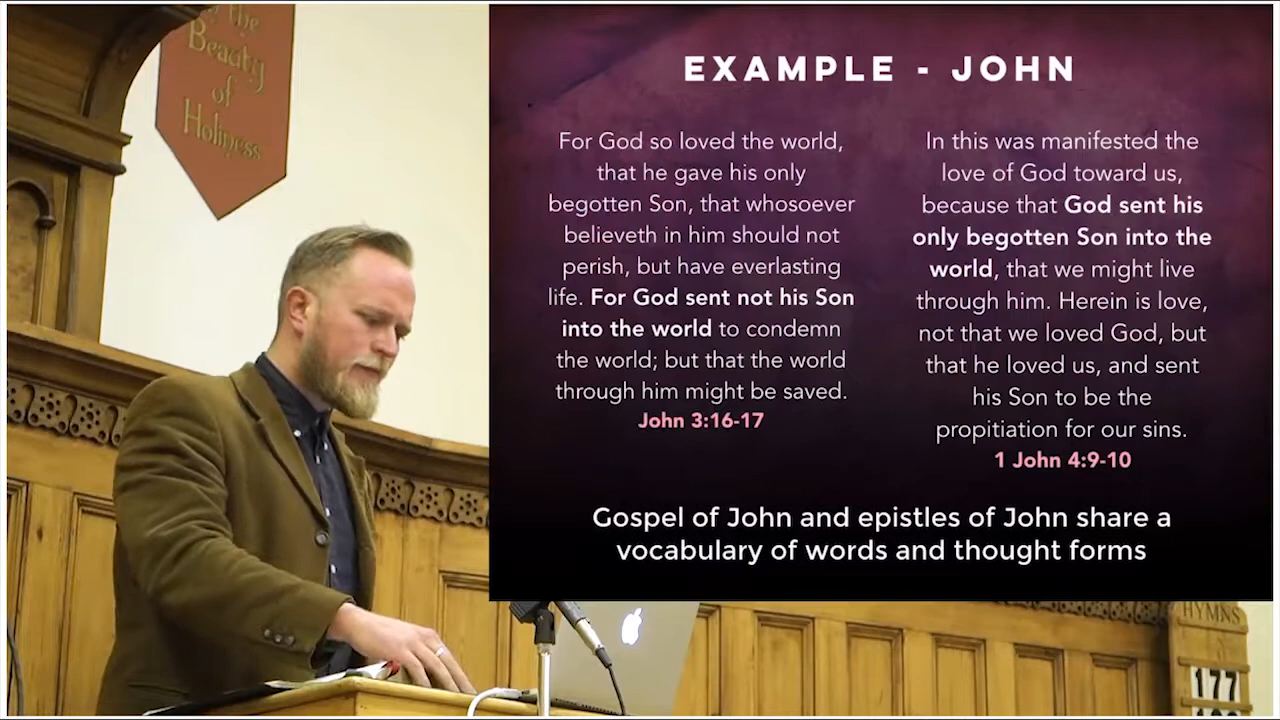 the
Beauty
of
Holiness
EXAMPLE - JOHN
For God so loved the world,
that he gave his only
begotten Son, that whosoever
believeth in him should not
perish, but have everlasting
life. For God sent not his Son
into the world to condemn
the world; but that the world
through him might be saved.
John 3:16-17
In this was manifested the
love of God toward us,
because that God sent his
only begotten Son into the
world, that we might live
through him. Herein is love,
not that we loved God, but
that he loved us, and sent
his Son to be the
propitiation for our sins.
1 John 4:9-10
Gospel of John and epistles of John share a
vocabulary of words and thought forms
HYMNS
177